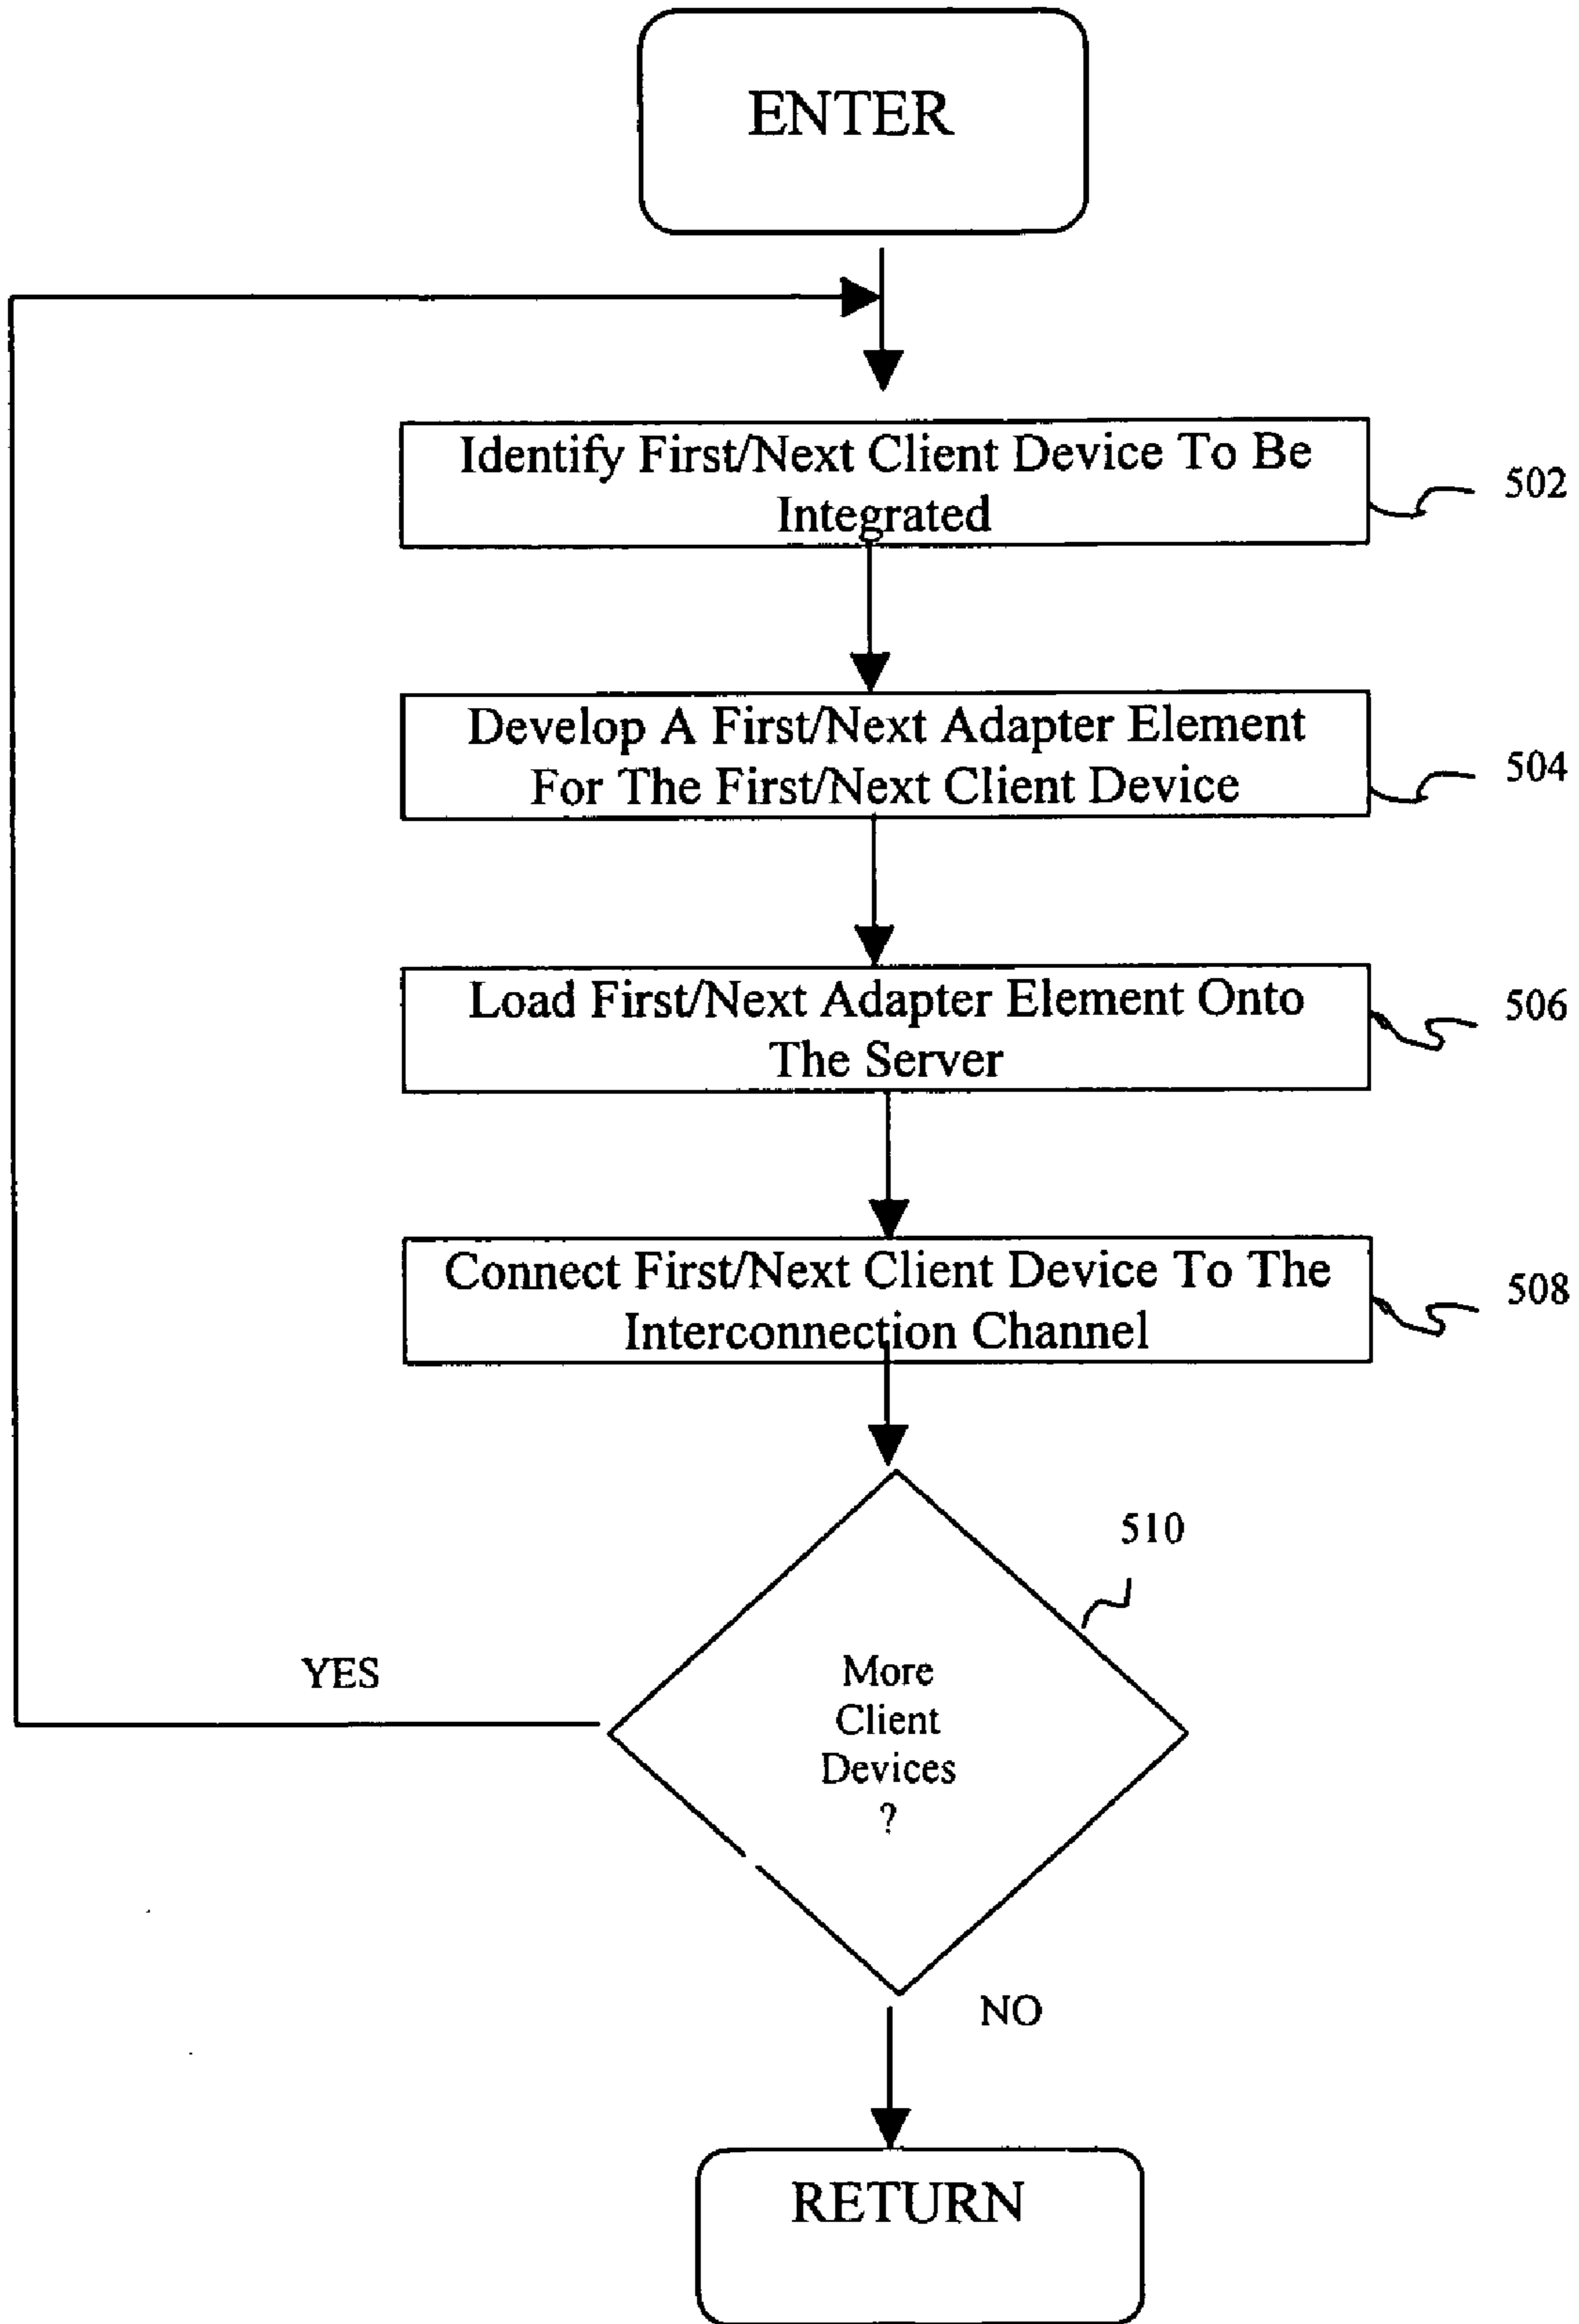 ENTER
Identify First/Next Client Device To Be
Integrated
502
Develop A First/Next Adapter Element
For The First/Next Client Device
504
Load First/Next Adapter Element Onto
The Server
506
Connect First/Next Client Device To The
Interconnection Channel
508
510
More
Client
Devices
?
YES
NO
RETURN